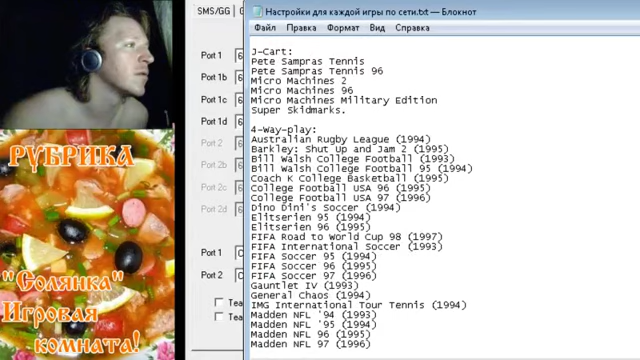 SMS/GG
Port 1
Port 1b
Port 1c
Port 1d
Port 2
Port 2b
Port 2c
Port 2d
Port 1
Port 2
Tea
Tea
РУБРИКА
"Солянка"
Игровая
комната!
Настройки для каждой игры по сети.txt — Блокнот
Файл Правка Формат Вид Справка
J-Cart:
Pete Sampras Tennis
Pete Sampras Tennis 96
Micro Machines 2
Micro Machines 96
Micro Machines Military Edition
Super Skidmarks.
4-Way-play:
Australian Rugby League (1994)
Barkley: Shut Up and Jam 2 (1995)
Bill Walsh College Football (1993)
Bill Walsh College Football 95 (1994)
Coach K College Basketball (1995)
College Football USA 96 (1995)
College Football USA 97 (1996)
Dino Dini's Soccer (1994)
Elitserien 95 (1994)
Elitserien 96 (1995)
FIFA Road to World Cup 98 (1997)
FIFA International Soccer (1993)
FIFA Soccer 95 (1994)
FIFA Soccer 96 (1995)
FIFA Soccer 97 (1996)
Gauntlet IV (1993)
General Chaos (1994)
IMG International Tour Tennis (1994)
Madden NFL '94 (1993)
Madden NFL '95 (1994)
Madden NFL 96 (1995)
Madden NFL 97 (1996)